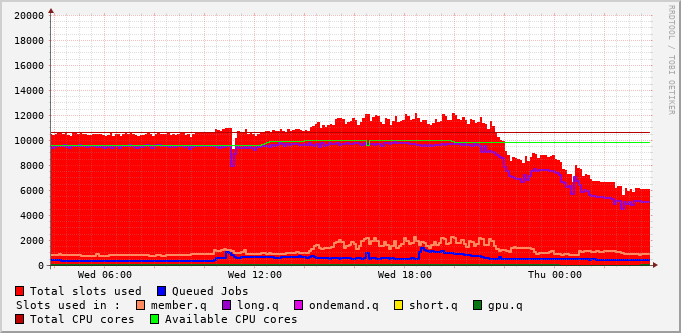 RRDTOOL / TOBI OETIKER
20000
18000
16000
14000
12000
10000
8000
6000
4000
2000
0
Wed 06:00 Wed 12:00 Wed 18:00 Thu 00:00
Total slots used Queued Jobs
Slots used in : member.q long.q ondemand.q short.q gpu.q
Total CPU cores Available CPU cores